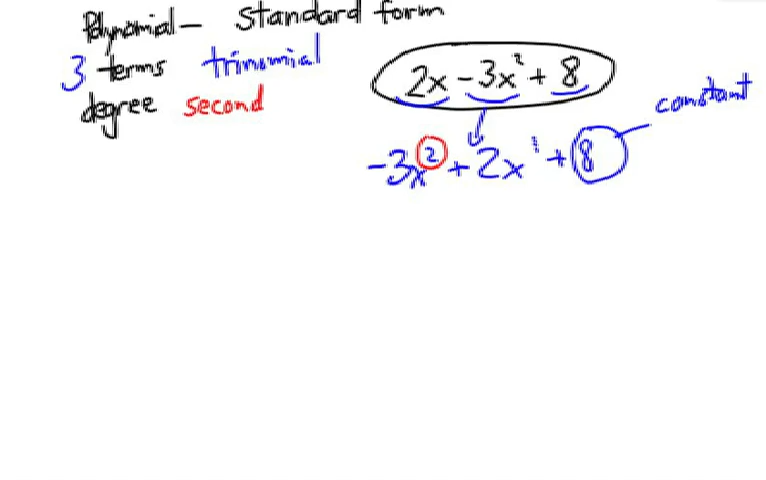 Polynomial – Standard form
3 terms trinomial
degree second
2x - 3x² + 8
constant
-3x² + 2x¹ + 8